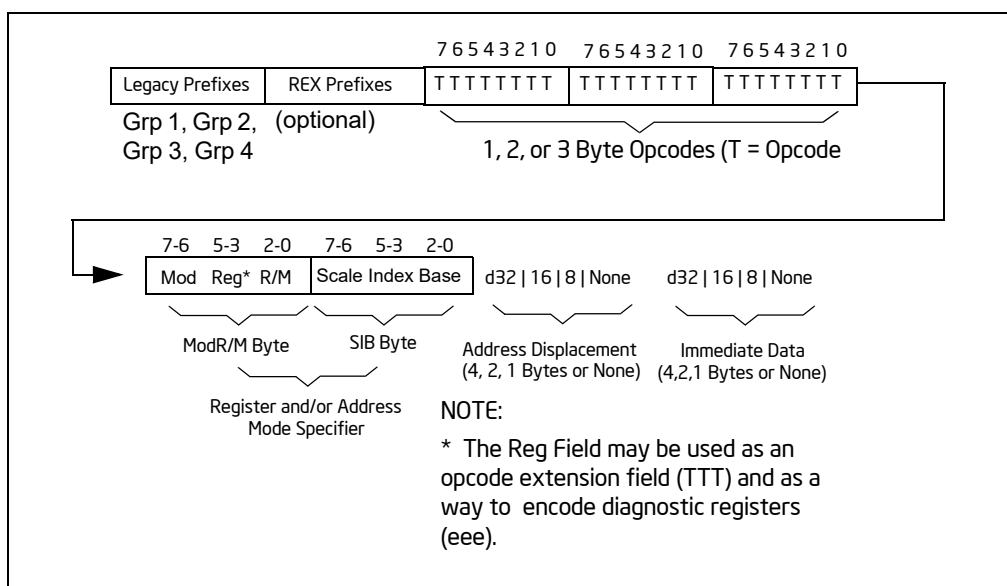 7 6 5 4 3 2 1 0 7 6 5 4 3 2 1 0 7 6 5 4 3 2 1 0
Legacy Prefixes REX Prefixes T T T T T T T T T T T T T T T T T T T T T T T T
Grp 1, Grp 2, (optional)
Grp 3, Grp 4
1, 2, or 3 Byte Opcodes (T = Opcode
7-6 5-3 2-0 7-6 5-3 2-0
Mod Reg* R/M Scale Index Base d32 | 16 | 8 | None d32 | 16 | 8 | None
ModR/M Byte SIB Byte Address Displacement Immediate Data
(4, 2, 1 Bytes or None) (4,2,1 Bytes or None)
Register and/or Address
Mode Specifier
NOTE:
* The Reg Field may be used as an
opcode extension field (TTT) and as a
way to encode diagnostic registers
(eee).